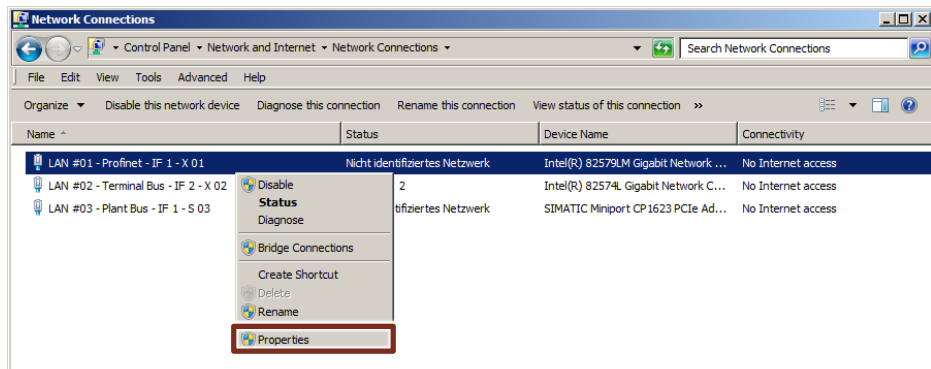 Network Connections
Control Panel Network and Internet Network Connections Search Network Connections
File Edit View Tools Advanced Help
Organize Disable this network device Diagnose this connection Rename this connection View status of this connection »
Name Status Device Name Connectivity
LAN #01 - Profinet - IF 1 - X 01 Nicht identifiziertes Netzwerk Intel(R) 82579LM Gigabit Network ... No Internet access
LAN #02 - Terminal Bus - IF 2 - X 02 2 Intel(R) 82574L Gigabit Network C... No Internet access
LAN #03 - Plant Bus - IF 1 - S 03 tifiziertes Netzwerk SIMATIC Miniport CP1623 PCIe Ad... No Internet access
Disable
Status
Diagnose
Bridge Connections
Create Shortcut
Delete
Rename
Properties